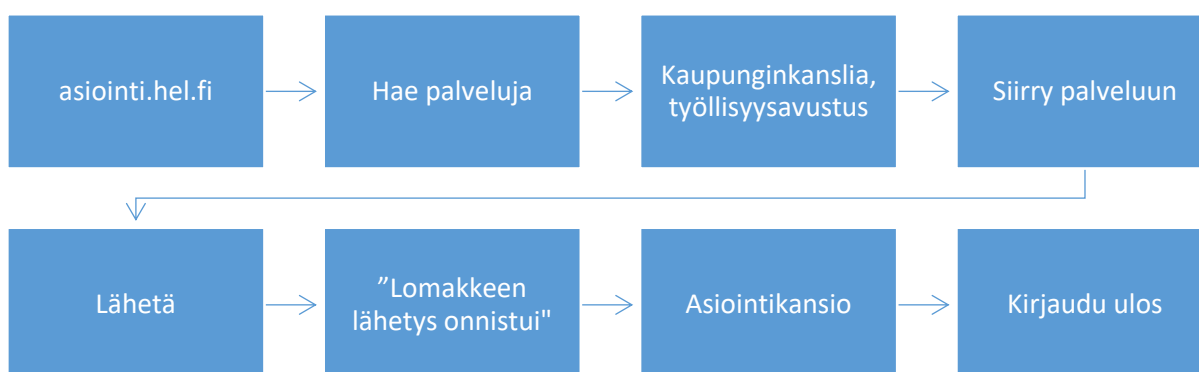 asiointi.hel.fi
Hae palveluja
Kaupunginkanslia,
työllisyysavustus
Siirry palveluun
Lähetä
”Lomakkeen
lähetys onnistui"
Asiointikansio
Kirjaudu ulos